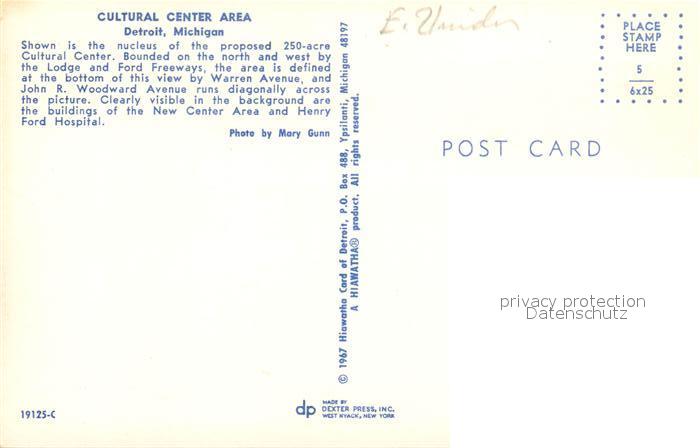 CULTURAL CENTER AREA
Detroit, Michigan
Shown is the nucleus of the proposed 250-acre
Cultural Center. Bounded on the north and west by
the Lodge and Ford Freeways, the area is defined
at the bottom of this view by Warren Avenue, and
John R. Woodward Avenue runs diagonally across
the picture. Clearly visible in the background are
the buildings of the New Center Area and Henry
Ford Hospital.
Photo by Mary Gunn
19125-C
© 1967 Hiawatha Card of Detroit, P.O. Box 488, Ypsilanti, Michigan 48197
A HIAWATHA® product. All rights reserved.
dp
MADE BY
DEXTER PRESS, INC.
WEST NYACK, NEW YORK
E.
PLACE
STAMP
HERE
5
6x25
POST CARD
privacy protection
Datenschutz